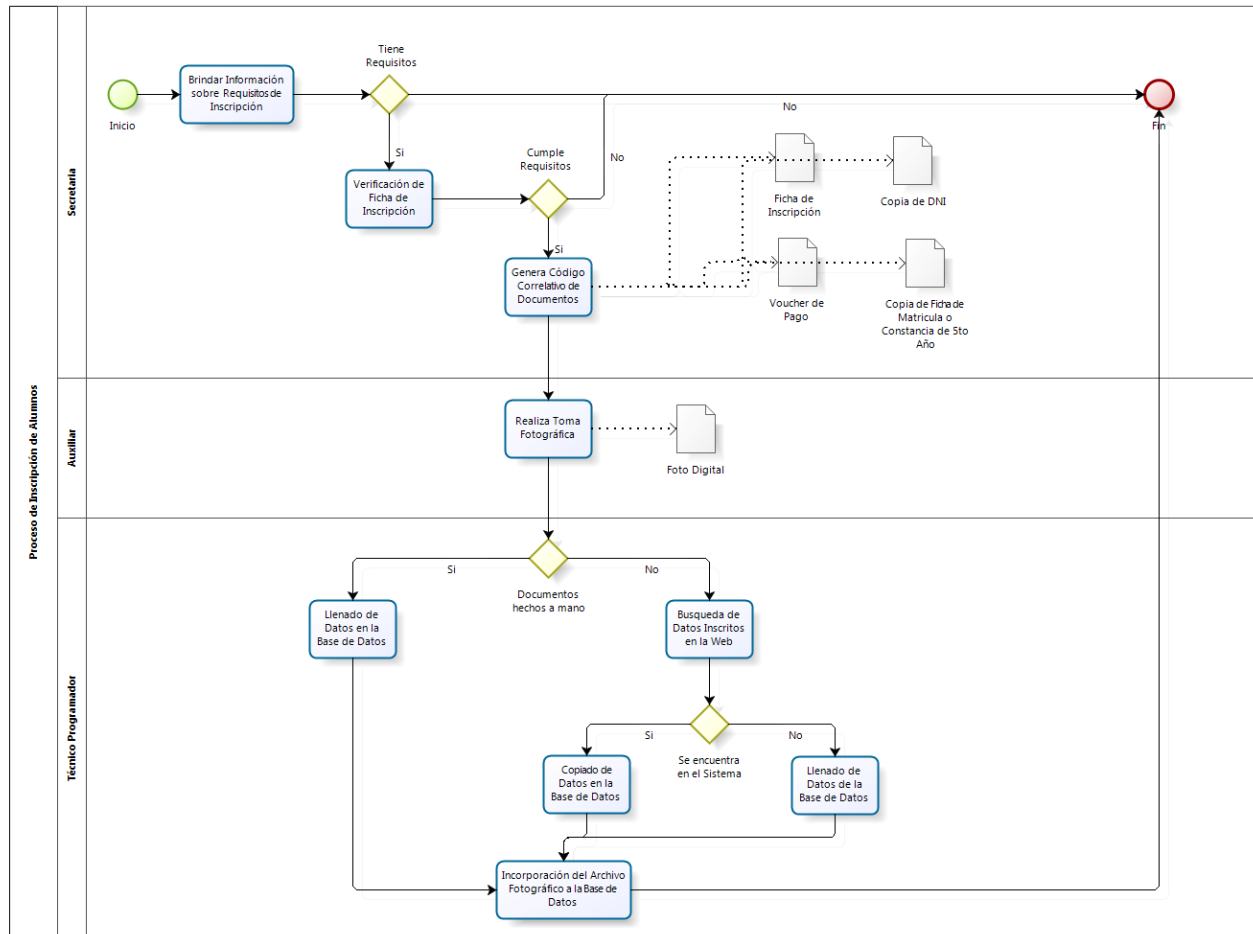 Proceso de Inscripción de Alumnos
Secretaria
Tiene
Requisitos
Brindar Información
sobre Requisitos de
Inscripción
Inicio
No
Fin
Si
Cumple
Requisitos
No
Verificación de
Ficha de
Inscripción
Ficha de
Inscripción
Copia de DNI
Si
Genera Código
Correlativo de
Documentos
Voucher de
Pago
Copia de Ficha de
Matricula o
Constancia de 5to
Año
Auxiliar
Realiza Toma
Fotográfica
Foto Digital
Técnico Programador
Si
No
Documentos
hechos a mano
Llenado de
Datos en la
Base de Datos
Busqueda de
Datos Inscritos
en la Web
Si
No
Se encuentra
en el Sistema
Copiado de
Datos en la
Base de Datos
Llenado de
Datos de la
Base de Datos
Incorporación del Archivo
Fotográfico a la Base de
Datos